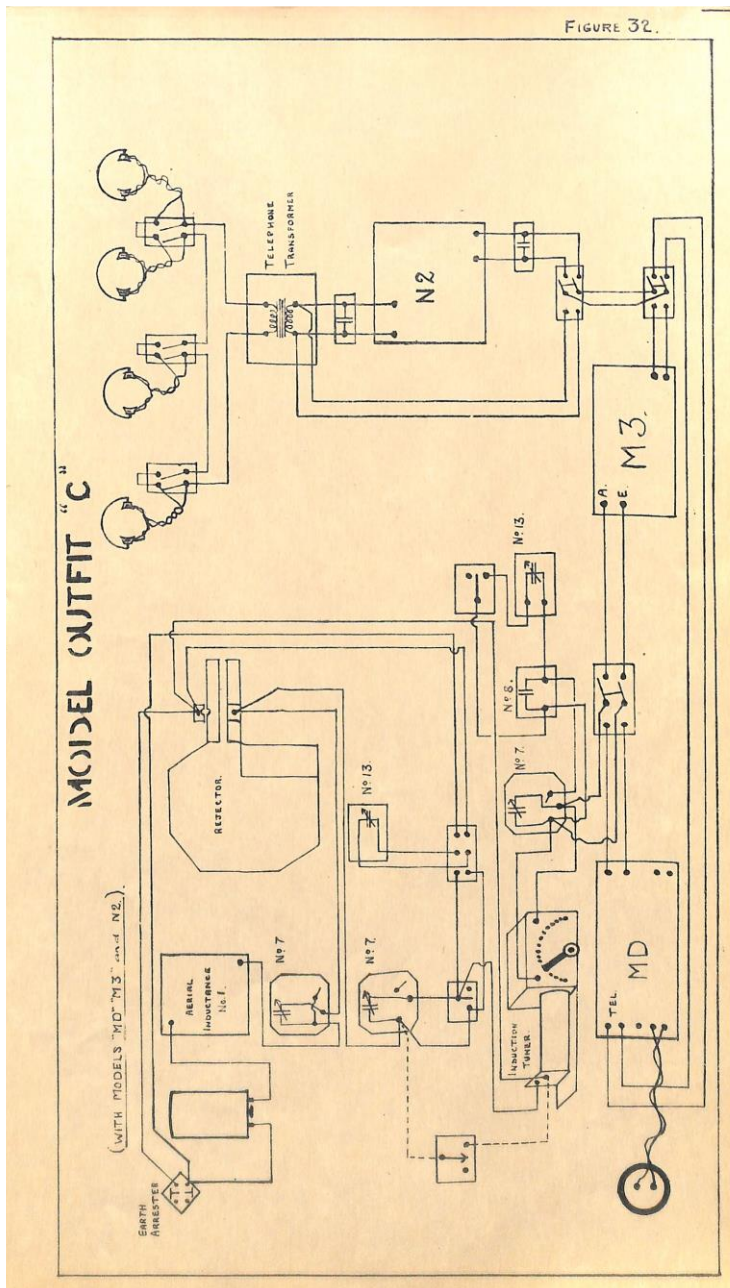 FIGURE 32.
MODEL OUTFIT "C"
(WITH MODELS "MD" "M3" and N2.).
TELEPHONE
TRANSFORMER
N2
M3.
A.
E.
REJECTOR.
Nº 13.
Nº 13.
Nº 8.
Nº 7.
Nº 7
Nº 7.
AERIAL
INDUCTANCE
No. 1.
EARTH
ARRESTER
INDUCTION
TUNER.
MD
TEL.